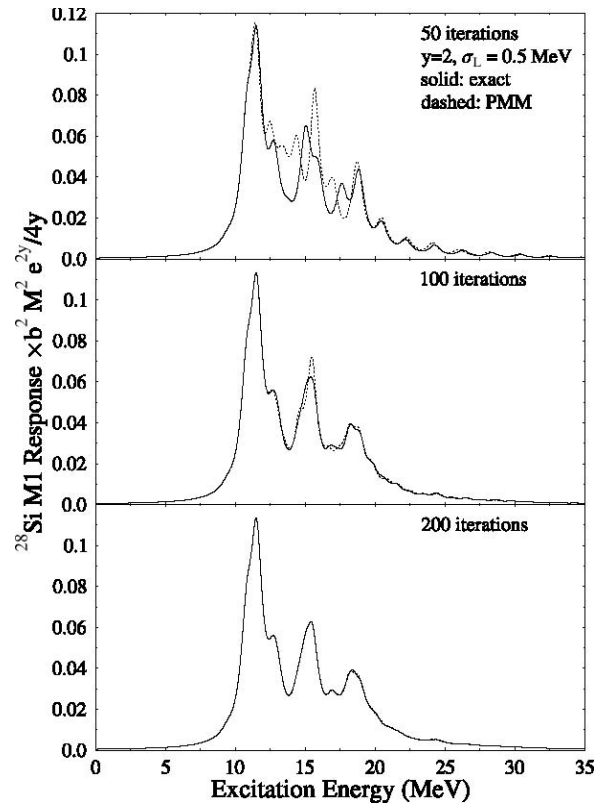 50 iterations
y=2, σL = 0.5 MeV
solid: exact
dashed: PMM
0.12
0.1
0.08
0.06
0.04
0.02
0.0
100 iterations
0.1
0.08
0.06
0.04
0.02
0.0
200 iterations
0.1
0.08
0.06
0.04
0.02
0.0
0 5 10 15 20 25 30 35
Excitation Energy (MeV)
28Si M1 Response ×b2 M2 e2y/4y